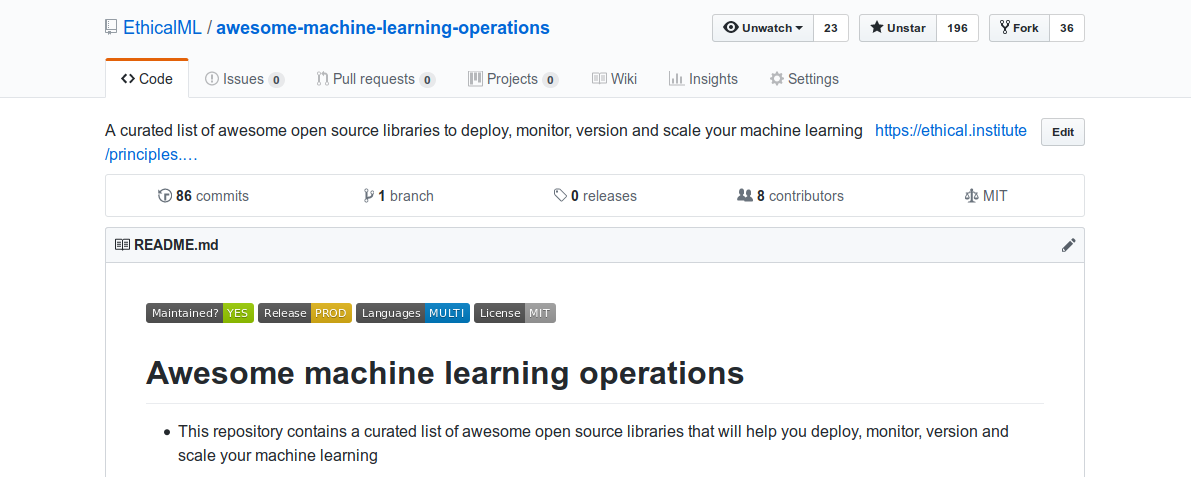 EthicalML / awesome-machine-learning-operations Unwatch 23 Unstar 196 Fork 36
Code Issues 0 Pull requests 0 Projects 0 Wiki Insights Settings
A curated list of awesome open source libraries to deploy, monitor, version and scale your machine learning https://ethical.institute Edit
/principles.…
86 commits 1 branch 0 releases 8 contributors MIT
README.md
Maintained? YES Release PROD Languages MULTI License MIT
Awesome machine learning operations
• This repository contains a curated list of awesome open source libraries that will help you deploy, monitor, version and
scale your machine learning